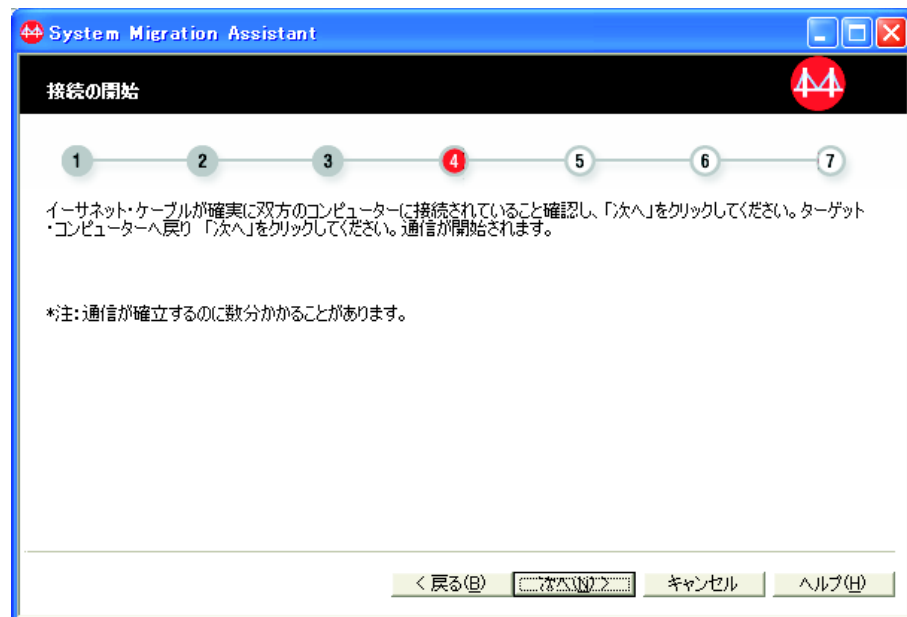 System Migration Assistant
接続の開始
1 2 3 4 5 6 7
イーサネット・ケーブルが確実に双方のコンピューターに接続されていること確認し、「次へ」をクリックしてください。ターゲット
・コンピューターへ戻り 「次へ」をクリックしてください。通信が開始されます。
*注：通信が確立するのに数分かかることがあります。
< 戻る(B) 次へ(N) > キャンセル ヘルプ(H)